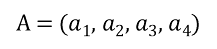 A = (a₁, a₂, a₃, a₄)